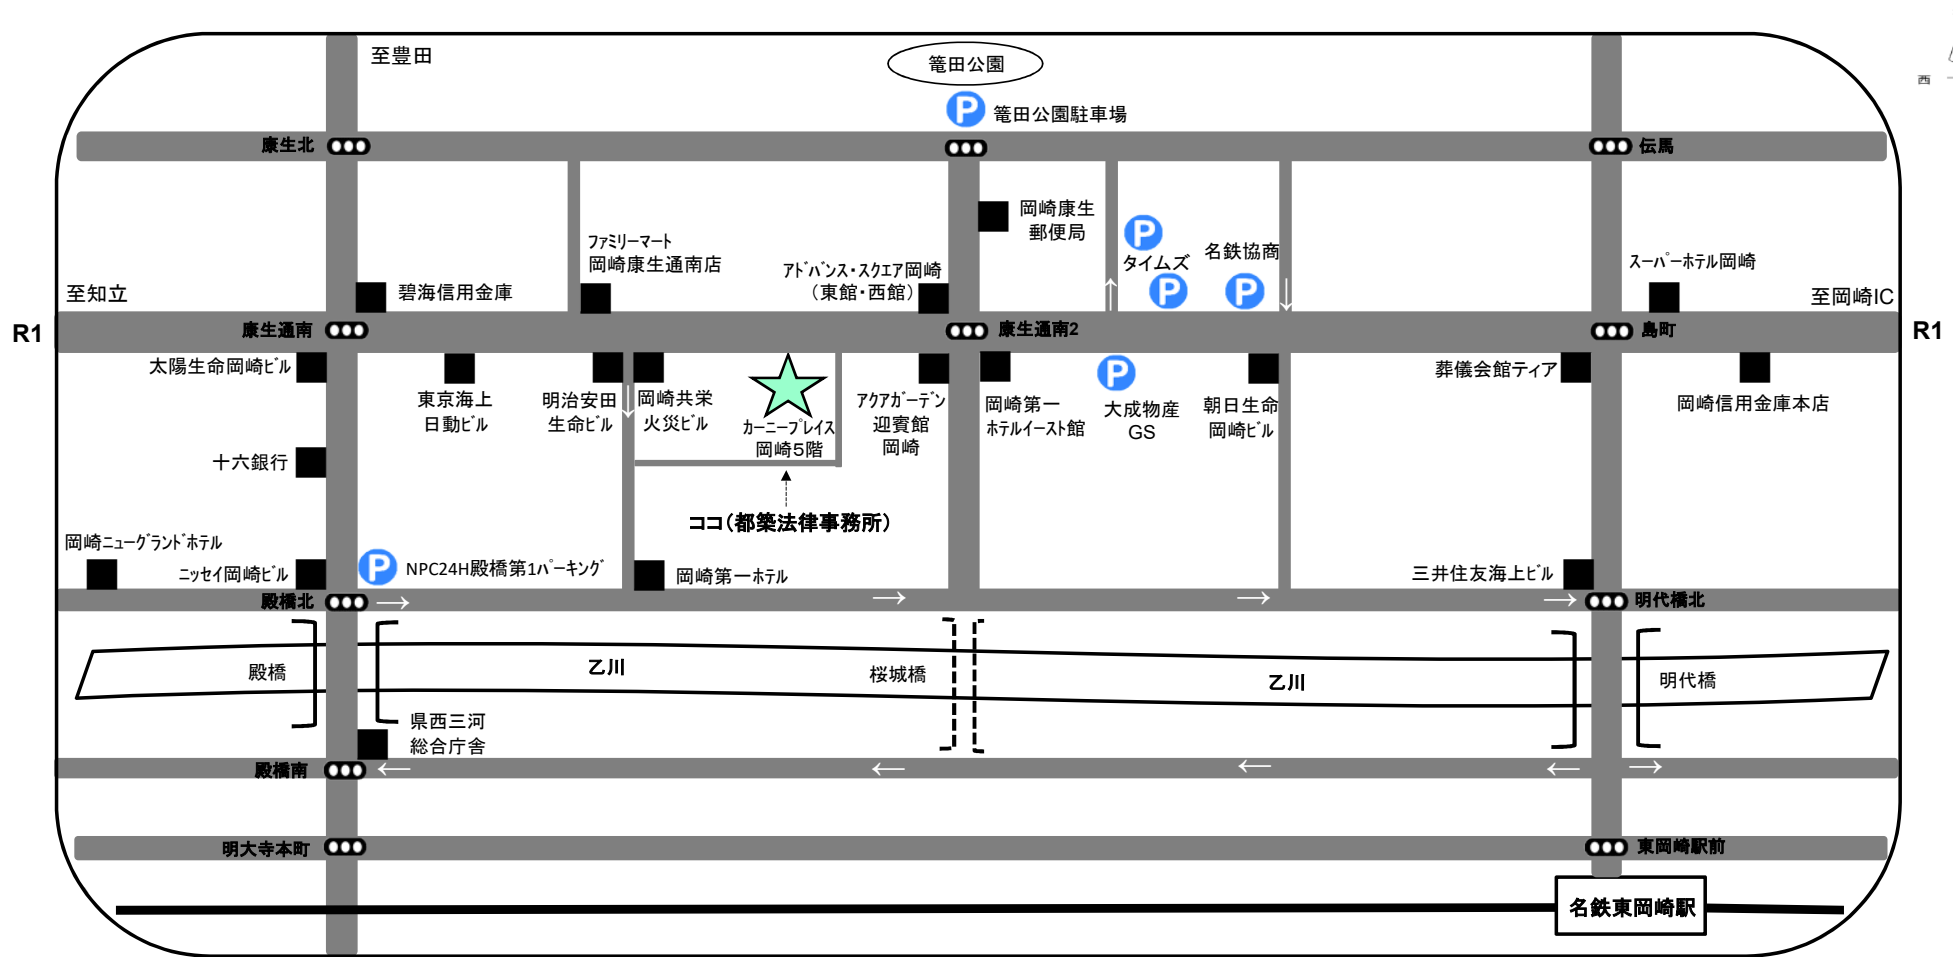 至豊田
籠田公園
西
P
籠田公園駐車場
康生北
伝馬
岡崎康生
郵便局
P
タイムズ
P
名鉄協商
P
ファミリーマート
岡崎康生通南店
アドバンス・スクエア岡崎
（東館・西館）
スーパーホテル岡崎
至知立
碧海信用金庫
至岡崎IC
R1
康生通南
康生通南2
島町
R1
太陽生命岡崎ビル
東京海上
日動ビル
明治安田
生命ビル
岡崎共栄
火災ビル
カーニープレイス
岡崎5階
アクアガーデン
迎賓館
岡崎
岡崎第一
ホテルイースト館
P
大成物産
GS
朝日生命
岡崎ビル
葬儀会館ティア
岡崎信用金庫本店
十六銀行
ココ（都築法律事務所）
岡崎ニューグランドホテル
ニッセイ岡崎ビル
P
NPC24H殿橋第1パーキング
岡崎第一ホテル
三井住友海上ビル
殿橋北
明代橋北
殿橋
乙川
桜城橋
乙川
明代橋
県西三河
総合庁舎
殿橋南
明大寺本町
東岡崎駅前
名鉄東岡崎駅